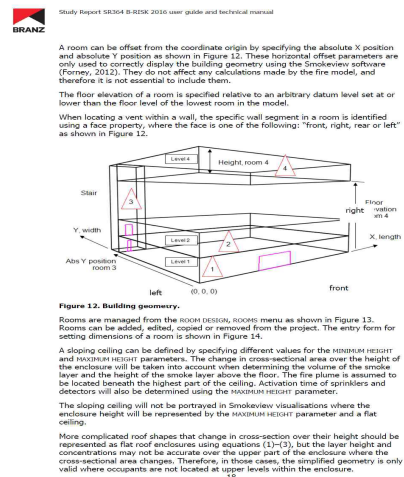 BRANZ
Study Report SR364 B-RISK 2016 user guide and technical manual
A room can be offset from the coordinate origin by specifying the absolute X position
and absolute Y position as shown in Figure 12. These horizontal offset parameters are
only used to correctly display the building geometry using the Smokeview software
(Forney, 2012). They do not affect any calculations made by the fire model, and
therefore it is not essential to include them.
The floor elevation of a room is specified relative to an arbitrary datum level set at or
lower than the floor level of the lowest room in the model.
When locating a vent within a wall, the specific wall segment in a room is identified
using a face property, where the face is one of the following: "front, right, rear or left"
as shown in Figure 12.
Level 4
Height, room 4
4
Stair
3
Floor
right
Y, width
Level 2
2
X, length
Abs Y position
room 3
Level 1
1
left
(0, 0, 0)
front
Figure 12. Building geometry.
Rooms are managed from the ROOM DESIGN, ROOMS menu as shown in Figure 13.
Rooms can be added, edited, copied or removed from the project. The entry form for
setting dimensions of a room is shown in Figure 14.
A sloping ceiling can be defined by specifying different values for the MINIMUM HEIGHT
and MAXIMUM HEIGHT parameters. The change in cross-sectional area over the height of
the enclosure will be taken into account when determining the volume of the smoke
layer and the height of the smoke layer above the floor. The fire plume is assumed to
be located beneath the highest part of the ceiling. Activation time of sprinklers and
detectors will also be determined using the MAXIMUM HEIGHT parameter.
The sloping ceiling will not be portrayed in Smokeview visualisations where the
enclosure height will be represented by the MAXIMUM HEIGHT parameter and a flat
ceiling.
More complicated roof shapes that change in cross-section over their height should be
represented as flat roof enclosures using equations (1)–(3), but the layer height and
concentrations may not be accurate over the upper part of the enclosure where the
cross-sectional area changes. Therefore, in those cases, the simplified geometry is only
valid where occupants are not located at upper levels within the enclosure.